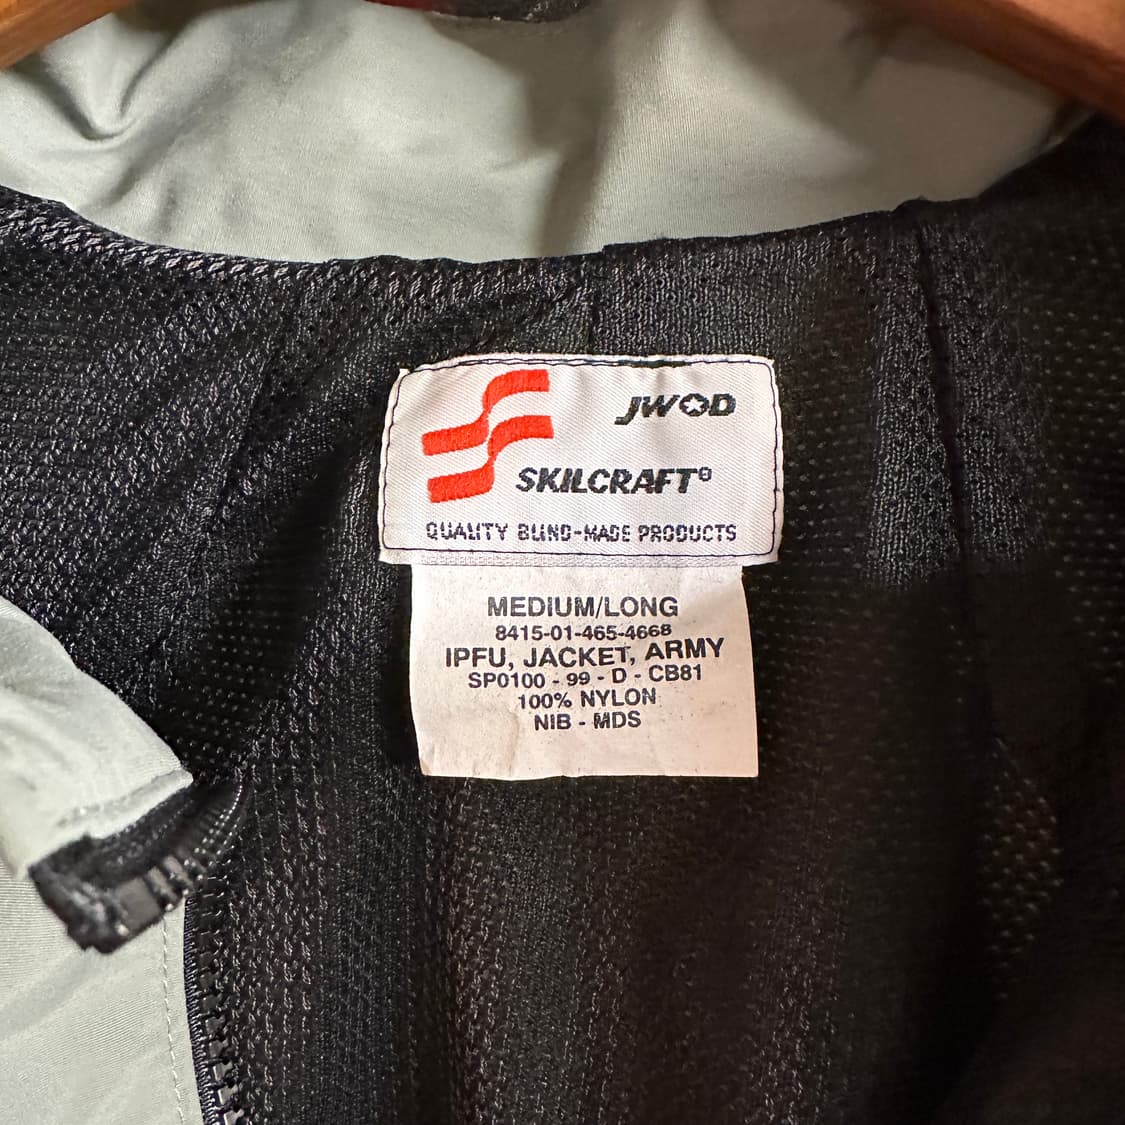 JWOD
SKILCRAFT®
QUALITY BLIND-MADE PRODUCTS
MEDIUM/LONG
8415-01-465-4668
IPFU, JACKET, ARMY
SP0100 - 99 - D - CB81
100% NYLON
NIB - MDS